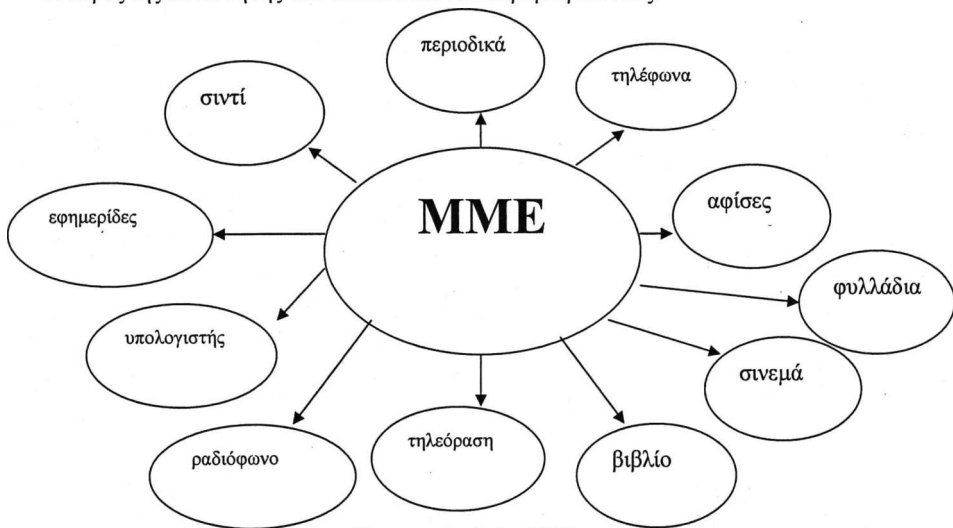 περιοδικά
τηλέφωνα
σιντί
ΜΜΕ
αφίσες
εφημερίδες
φυλλάδια
υπολογιστής
σινεμά
τηλεόραση
ραδιόφωνο
βιβλίο